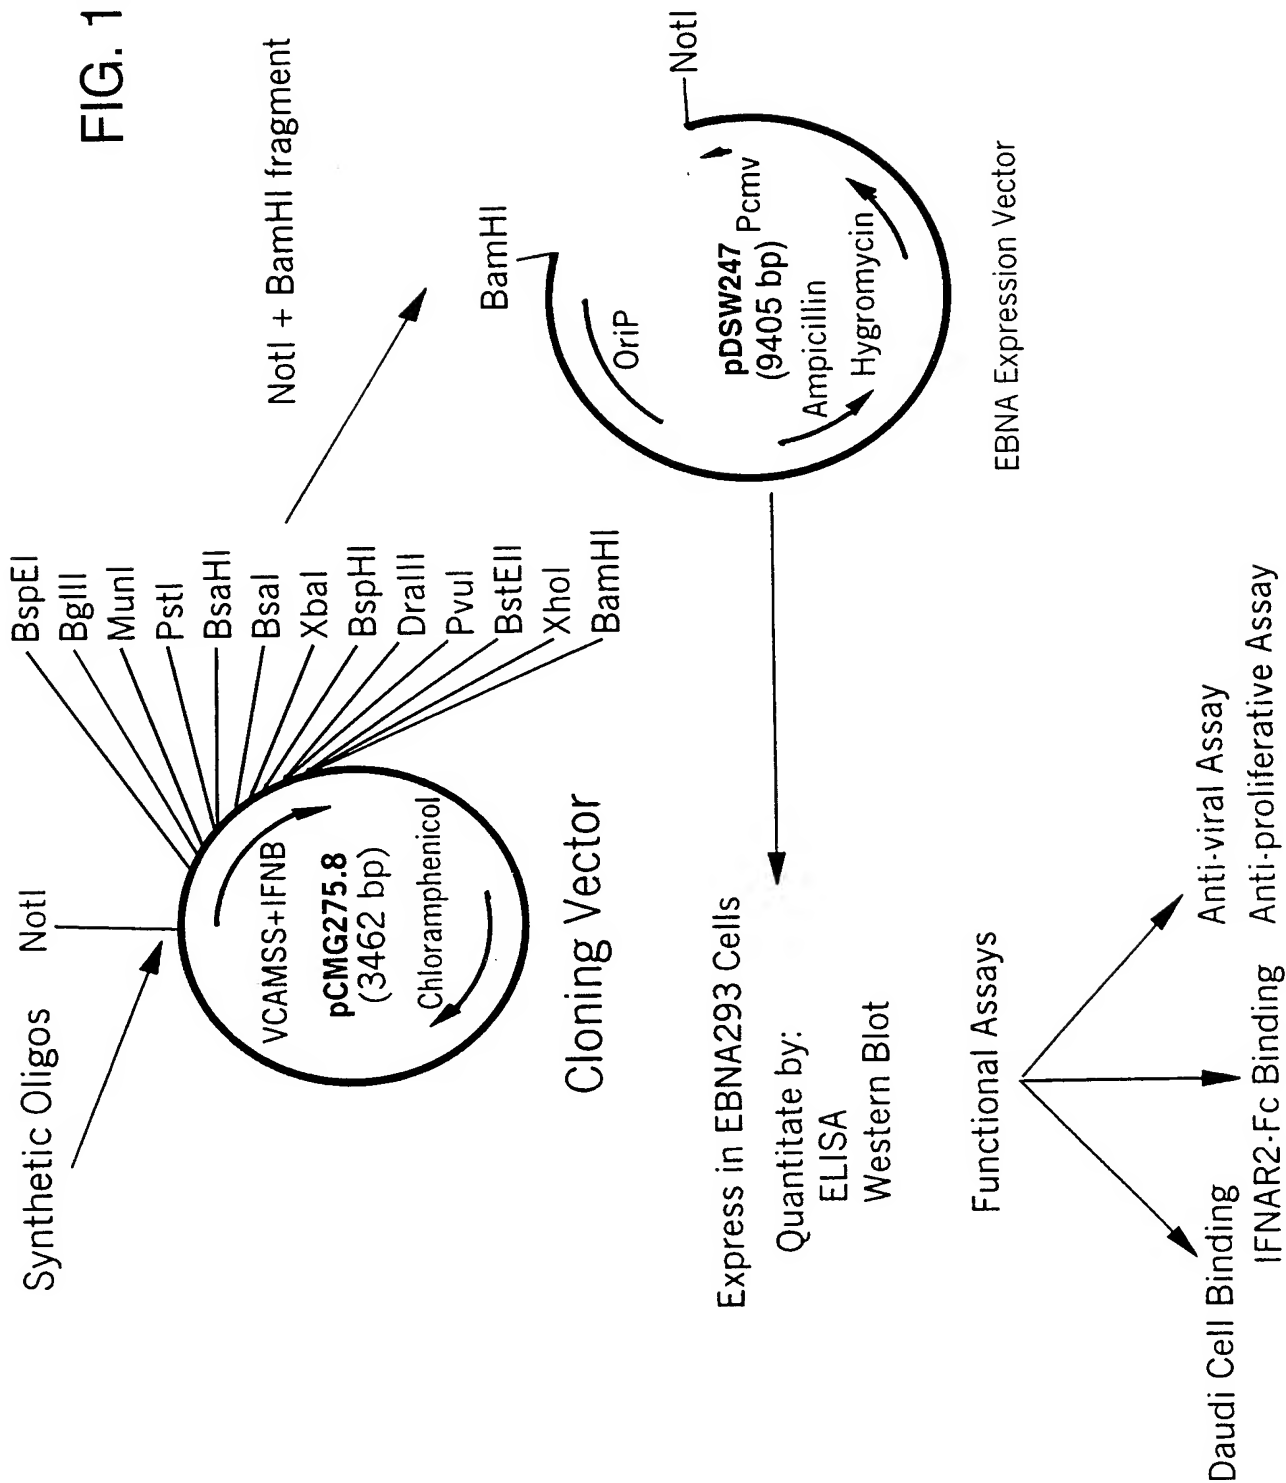 FIG. 1
Synthetic Oligos
NotI
BspEI
BglII
MunI
PstI
BsaHI
BsaI
XbaI
BspHI
DraIII
PvuI
BstEII
XhoI
BamHI
VCAMSS+IFNB
pCMG275.8
(3462 bp)
Chloramphenicol
Cloning Vector
NotI + BamHI fragment
BamHI
NotI
OriP
Pcmv
pDSW247
(9405 bp)
Ampicillin
Hygromycin
EBNA Expression Vector
Express in EBNA293 Cells
Quantitate by:
ELISA
Western Blot
Functional Assays
Daudi Cell Binding
IFNAR2-Fc Binding
Anti-viral Assay
Anti-proliferative Assay